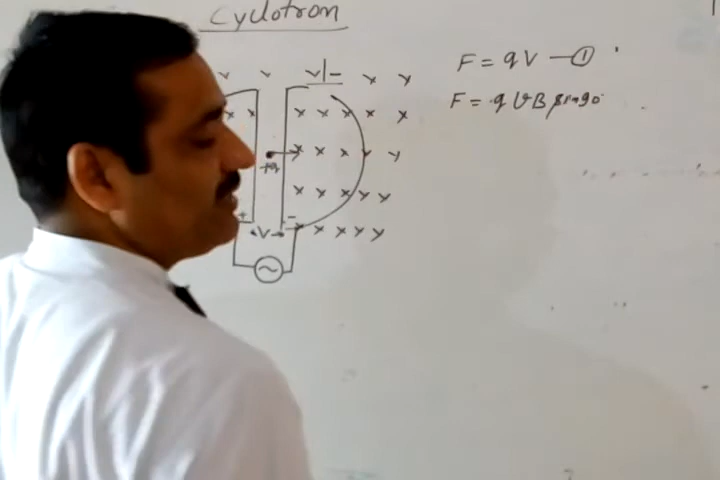 Cyclotron
F = qV —①
F = qvB sin90
+q
+ -
V